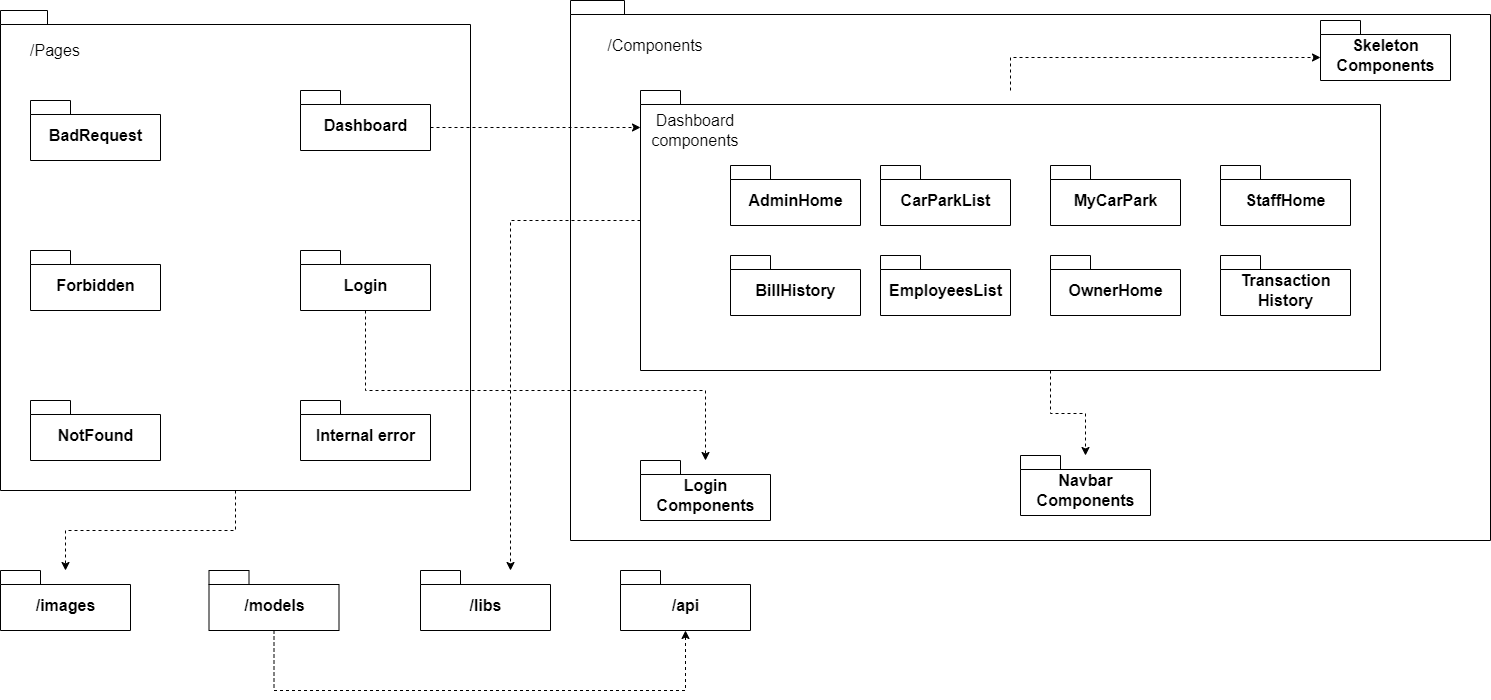 /Pages
BadRequest
Dashboard
Forbidden
Login
NotFound
Internal error
/Components
Skeleton
Components
Dashboard
components
AdminHome
CarParkList
MyCarPark
StaffHome
BillHistory
EmployeesList
OwnerHome
Transaction
History
Login
Components
Navbar
Components
/images
/models
/libs
/api